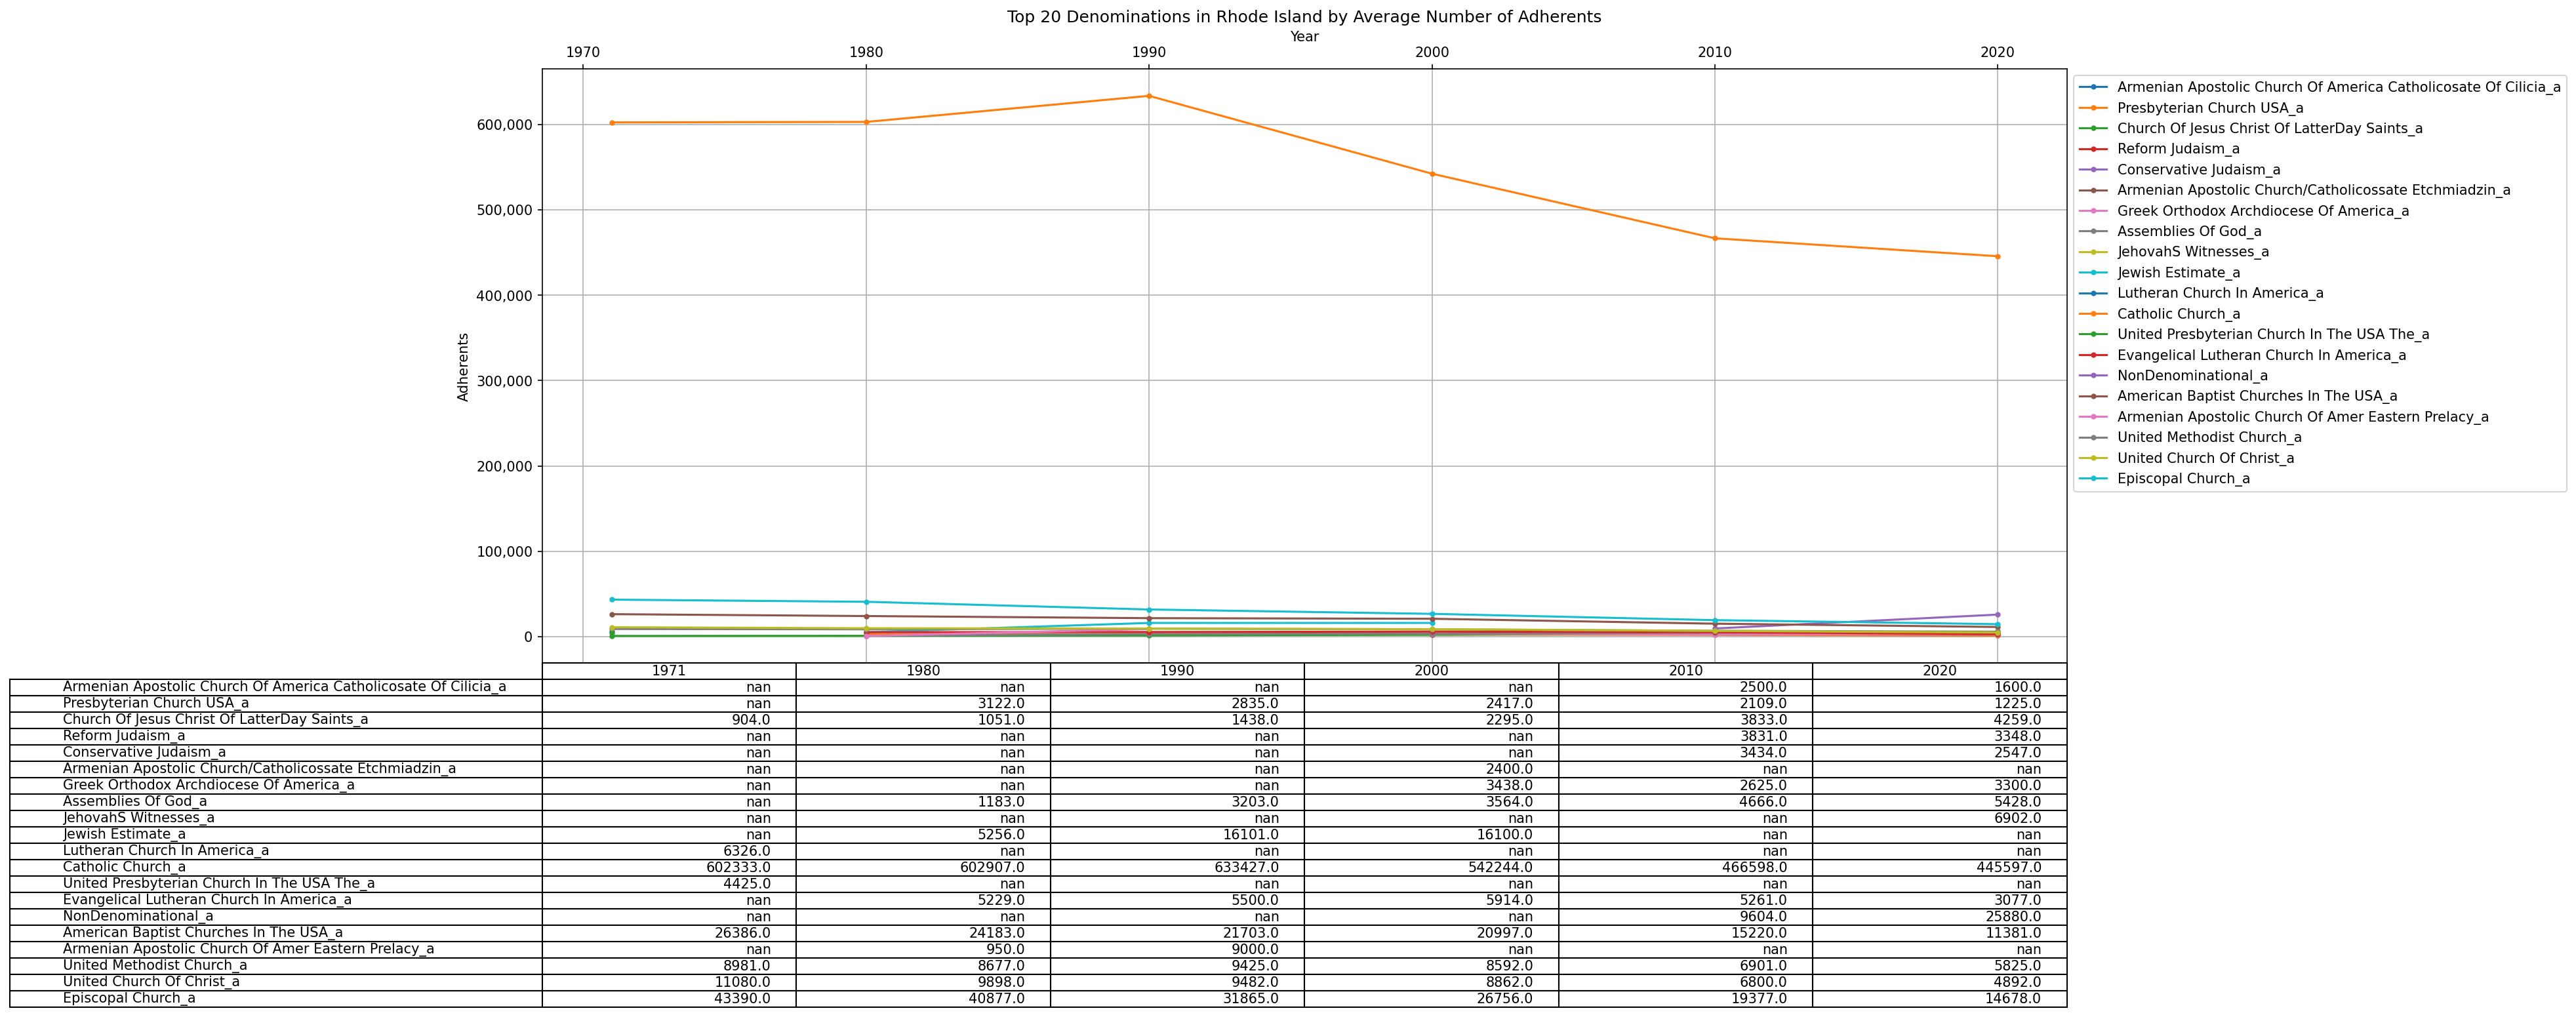 Top 20 Denominations in Rhode Island by Average Number of Adherents
Year
1970 1980 1990 2000 2010 2020
600,000
500,000
400,000
300,000
200,000
100,000
0
Adherents
Armenian Apostolic Church Of America Catholicosate Of Cilicia_a
Presbyterian Church USA_a
Church Of Jesus Christ Of LatterDay Saints_a
Reform Judaism_a
Conservative Judaism_a
Armenian Apostolic Church/Catholicossate Etchmiadzin_a
Greek Orthodox Archdiocese Of America_a
Assemblies Of God_a
JehovahS Witnesses_a
Jewish Estimate_a
Lutheran Church In America_a
Catholic Church_a
United Presbyterian Church In The USA The_a
Evangelical Lutheran Church In America_a
NonDenominational_a
American Baptist Churches In The USA_a
Armenian Apostolic Church Of Amer Eastern Prelacy_a
United Methodist Church_a
United Church Of Christ_a
Episcopal Church_a
1971 1980 1990 2000 2010 2020
Armenian Apostolic Church Of America Catholicosate Of Cilicia_a nan nan nan nan 2500.0 1600.0
Presbyterian Church USA_a nan 3122.0 2835.0 2417.0 2109.0 1225.0
Church Of Jesus Christ Of LatterDay Saints_a 904.0 1051.0 1438.0 2295.0 3833.0 4259.0
Reform Judaism_a nan nan nan nan 3831.0 3348.0
Conservative Judaism_a nan nan nan nan 3434.0 2547.0
Armenian Apostolic Church/Catholicossate Etchmiadzin_a nan nan nan 2400.0 nan nan
Greek Orthodox Archdiocese Of America_a nan nan nan 3438.0 2625.0 3300.0
Assemblies Of God_a nan 1183.0 3203.0 3564.0 4666.0 5428.0
JehovahS Witnesses_a nan nan nan nan nan 6902.0
Jewish Estimate_a nan 5256.0 16101.0 16100.0 nan nan
Lutheran Church In America_a 6326.0 nan nan nan nan nan
Catholic Church_a 602333.0 602907.0 633427.0 542244.0 466598.0 445597.0
United Presbyterian Church In The USA The_a 4425.0 nan nan nan nan nan
Evangelical Lutheran Church In America_a nan 5229.0 5500.0 5914.0 5261.0 3077.0
NonDenominational_a nan nan nan nan 9604.0 25880.0
American Baptist Churches In The USA_a 26386.0 24183.0 21703.0 20997.0 15220.0 11381.0
Armenian Apostolic Church Of Amer Eastern Prelacy_a nan 950.0 9000.0 nan nan nan
United Methodist Church_a 8981.0 8677.0 9425.0 8592.0 6901.0 5825.0
United Church Of Christ_a 11080.0 9898.0 9482.0 8862.0 6800.0 4892.0
Episcopal Church_a 43390.0 40877.0 31865.0 26756.0 19377.0 14678.0